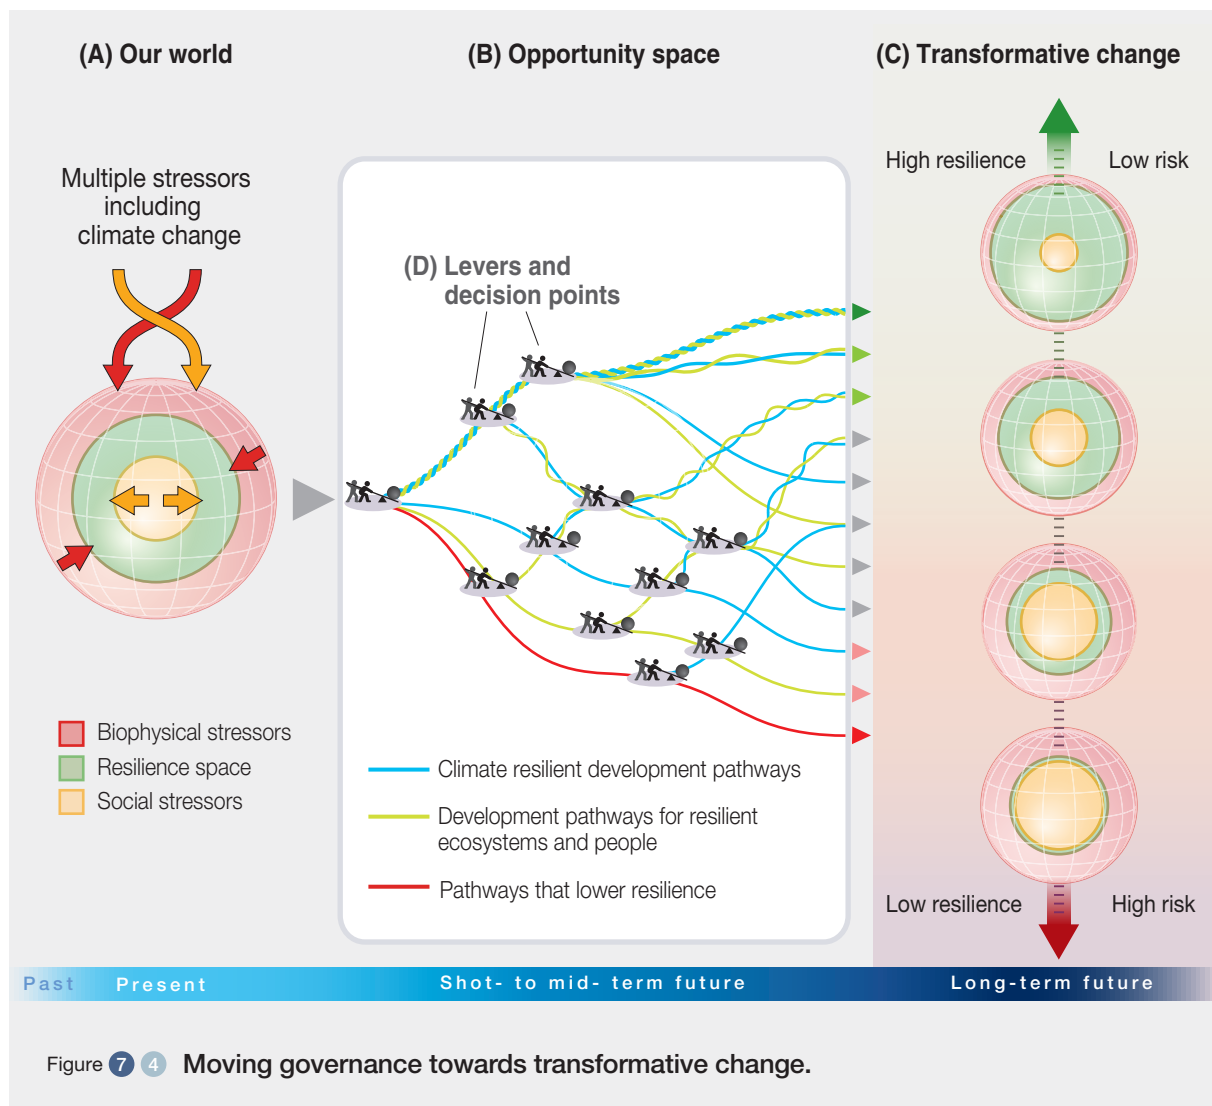 (A) Our world
(B) Opportunity space
(C) Transformative change
Multiple stressors
including
climate change
(D) Levers and
decision points
High resilience
Low risk
Biophysical stressors
Resilience space
Social stressors
Climate resilient development pathways
Development pathways for resilient
ecosystems and people
Pathways that lower resilience
Low resilience
High risk
Past
Present
Shot- to mid- term future
Long-term future
Figure 7 4 Moving governance towards transformative change.